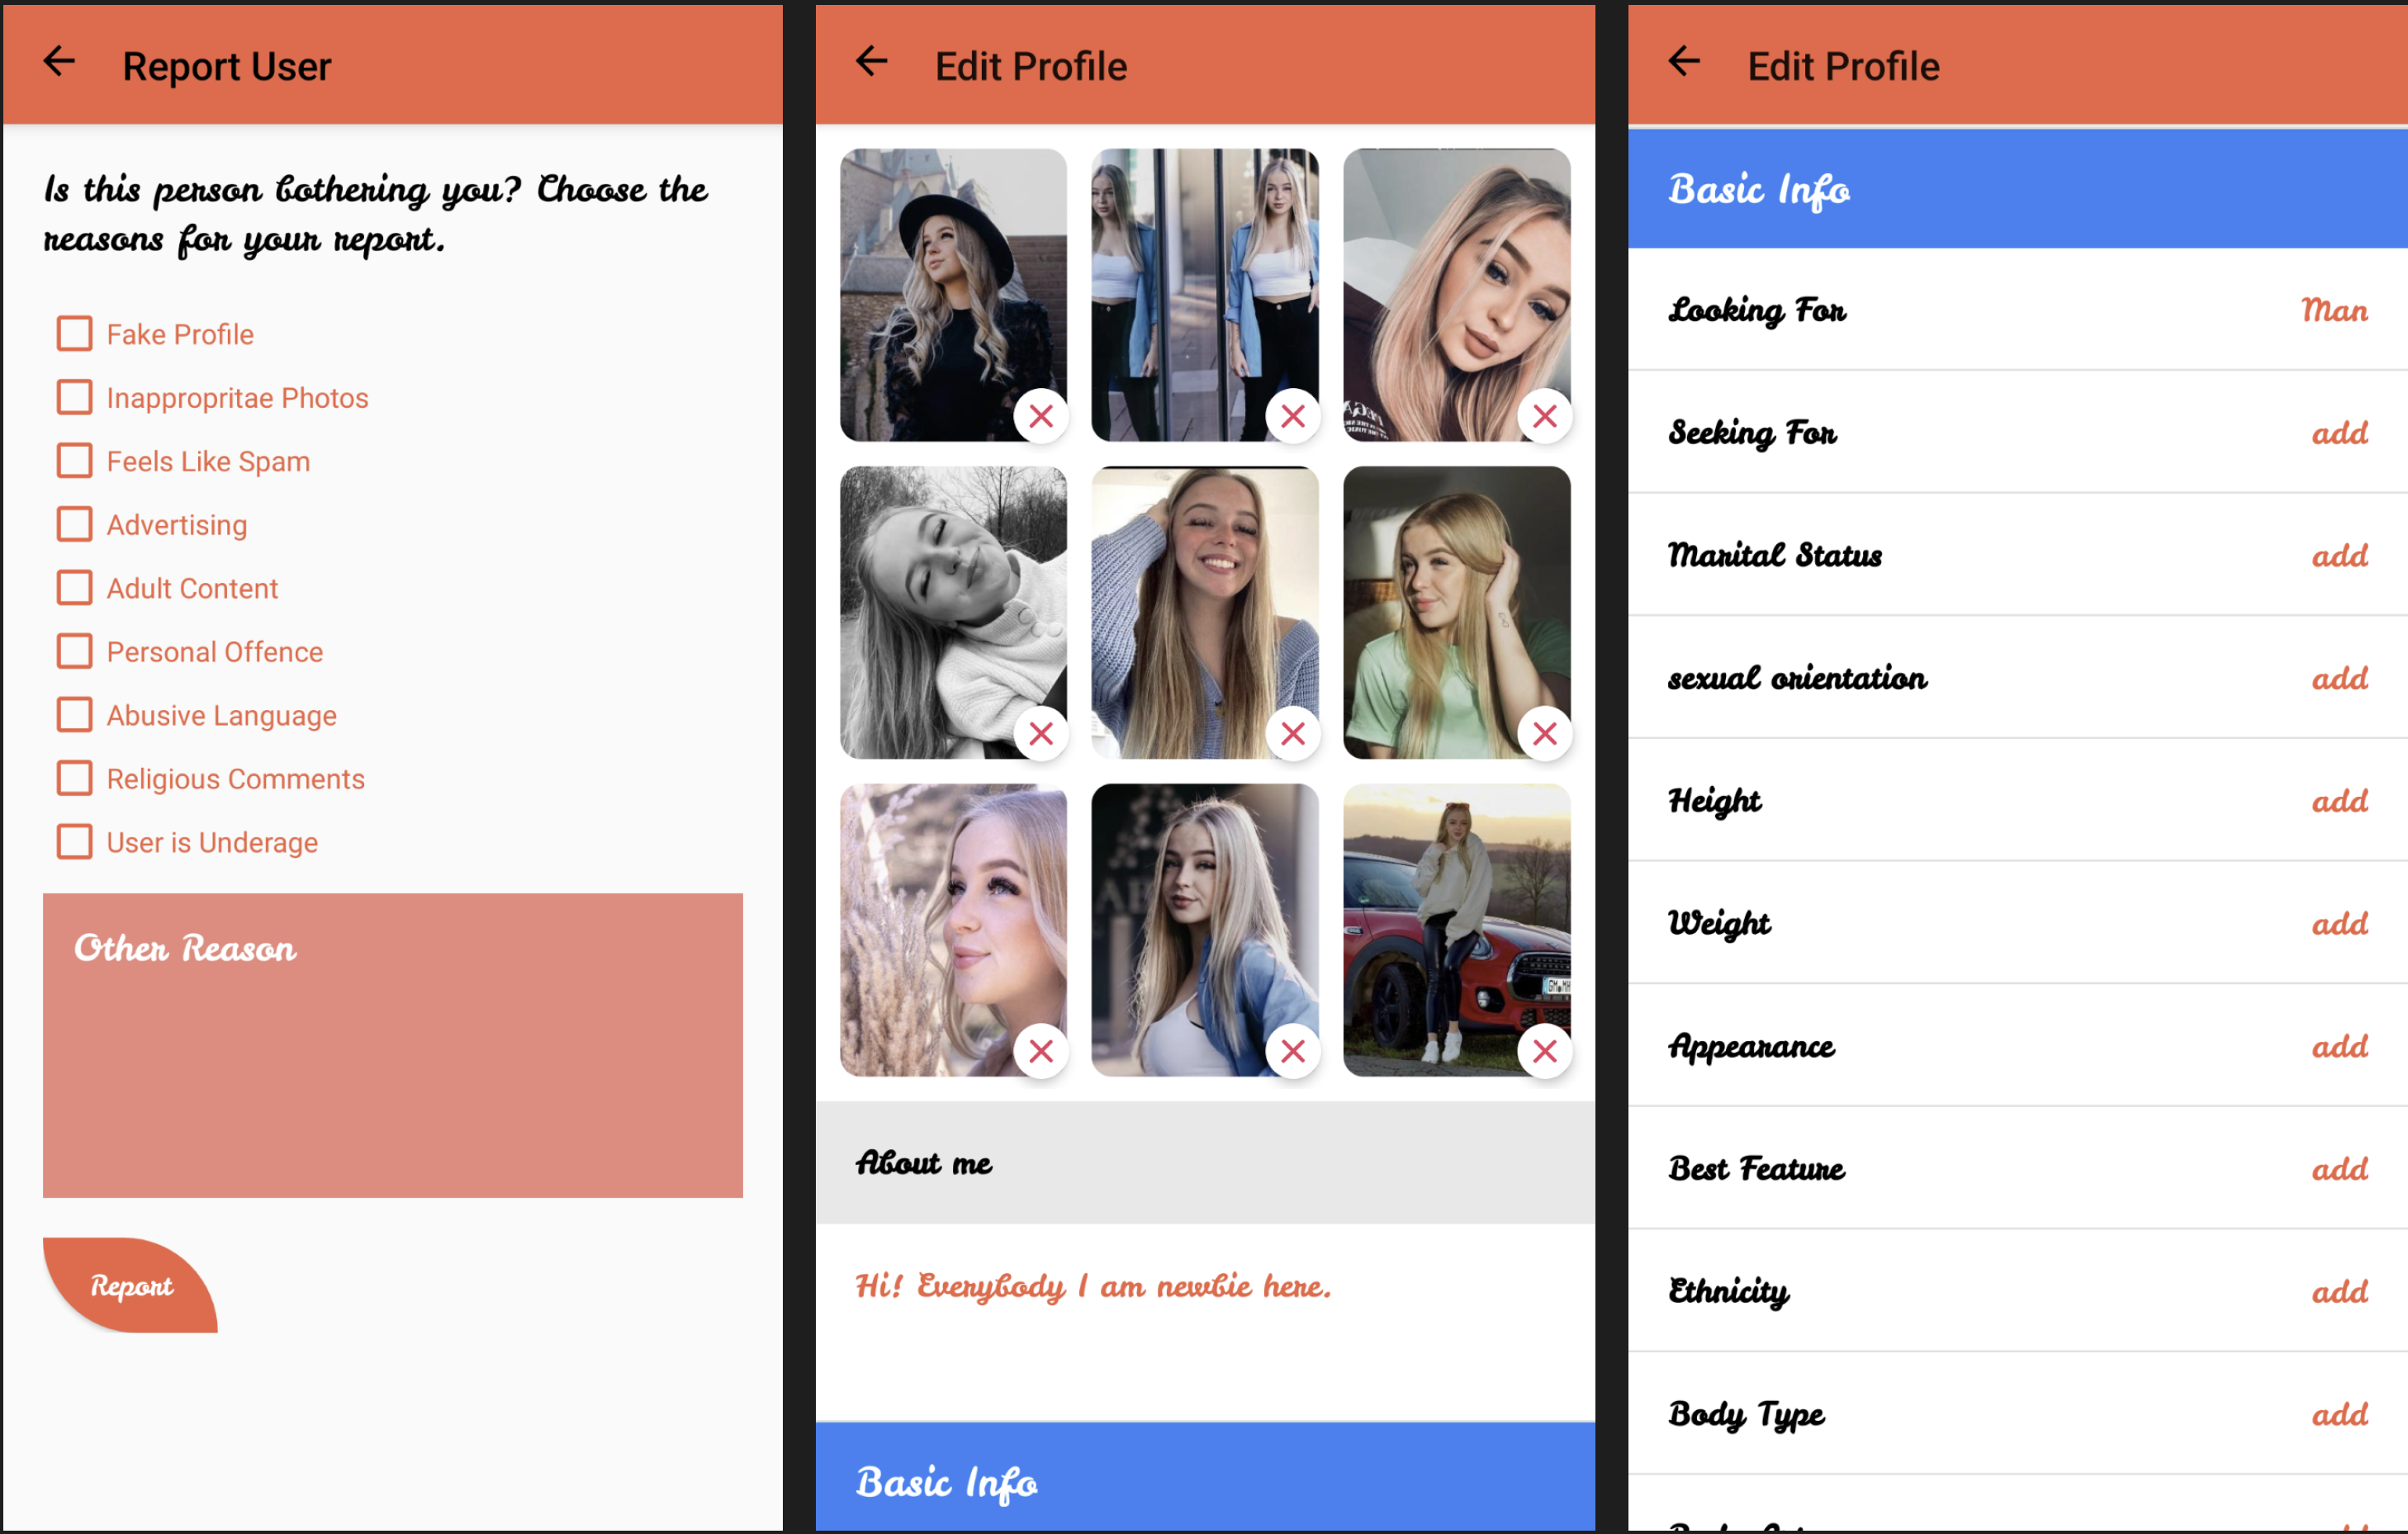 Report User
Is this person bothering you? Choose the
reasons for your report.
Fake Profile
Inappropritae Photos
Feels Like Spam
Advertising
Adult Content
Personal Offence
Abusive Language
Religious Comments
User is Underage
Other Reason
Report
Edit Profile
About me
Hi! Everybody I am newbie here.
Basic Info
Edit Profile
Basic Info
Looking For Man
Seeking For add
Marital Status add
sexual orientation add
Height add
Weight add
Appearance add
Best Feature add
Ethnicity add
Body Type add